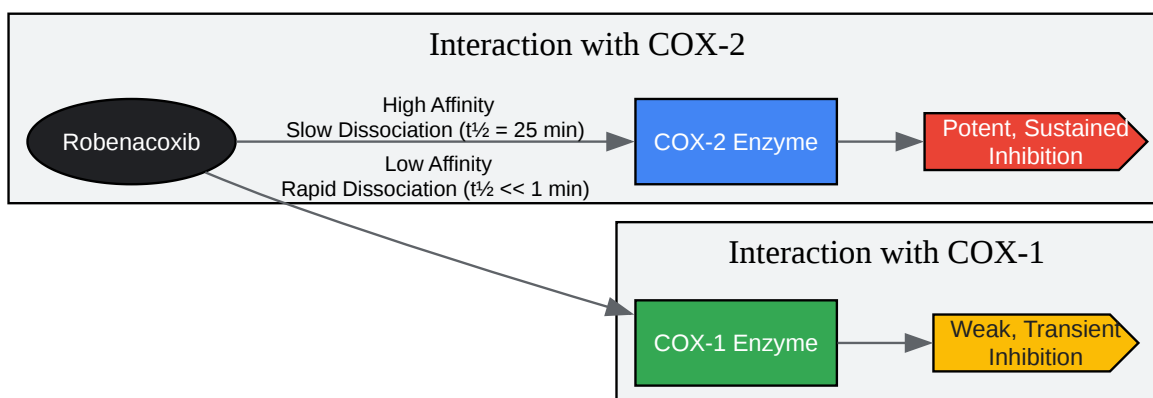 Interaction with COX-2
Robenacoxib
High Affinity
Slow Dissociation (t½ = 25 min)
COX-2 Enzyme
Potent, Sustained
Inhibition
Low Affinity
Rapid Dissociation (t½ << 1 min)
Interaction with COX-1
COX-1 Enzyme
Weak, Transient
Inhibition